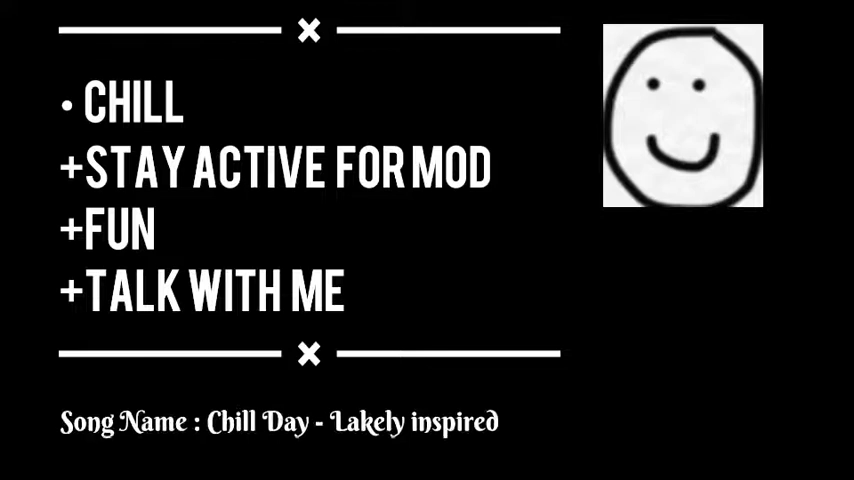 • CHILL
+STAY ACTIVE FOR MOD
+FUN
+TALK WITH ME
Song Name : Chill Day - Lakely inspired